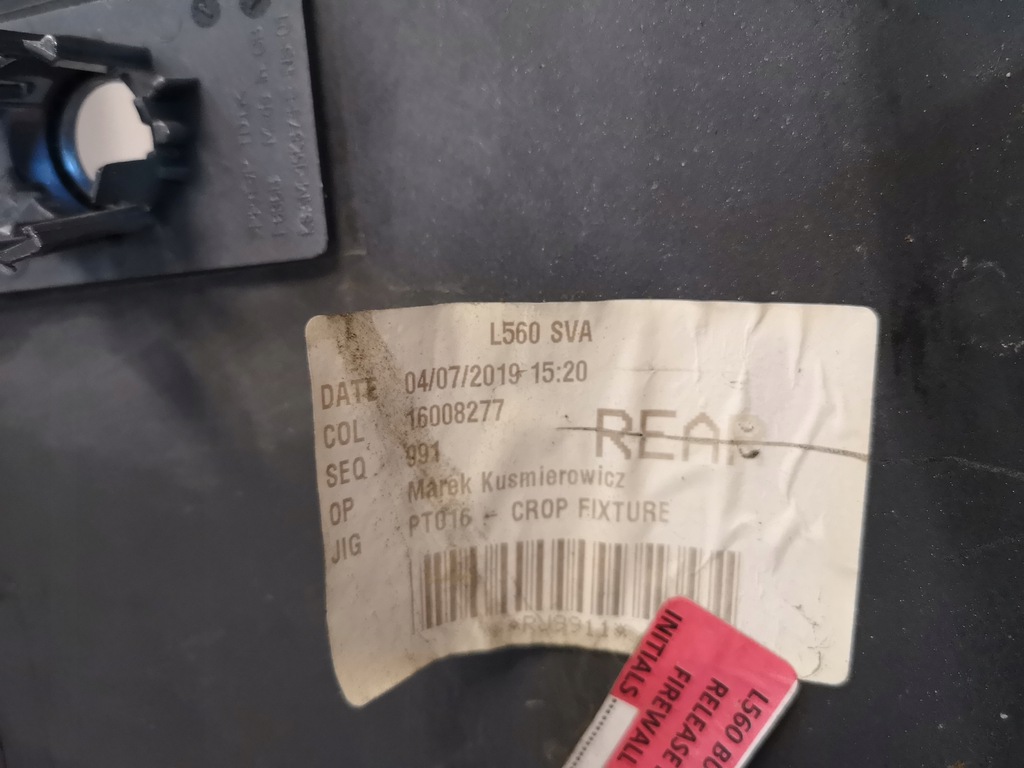 L560 SVA
DATE 04/07/2019 15:20
COL 16008277
SEQ 991
REAR
OP Marek Kusmierowicz
JIG PT016 - CROP FIXTURE
L560
RELEASE
FIREWALL
INITIALS